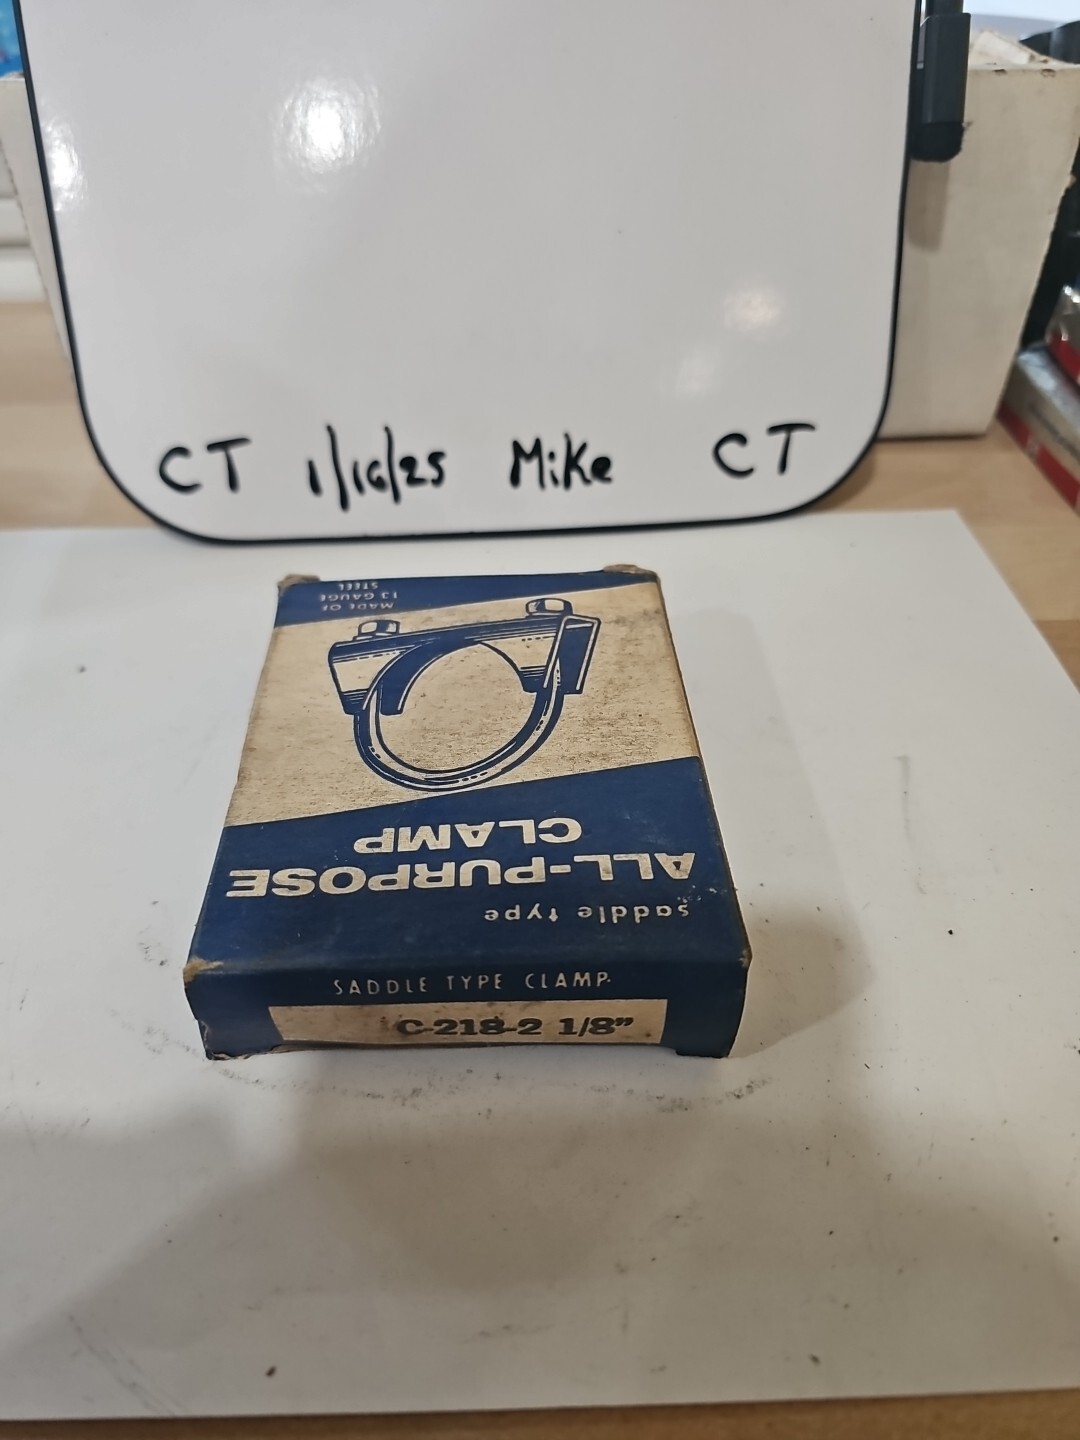 CT 1/16/25 Mike CT
MADE OF
13 GAUGE
STEEL
saddle type
ALL-PURPOSE
CLAMP
SADDLE TYPE CLAMP
C-218-2 1/8"